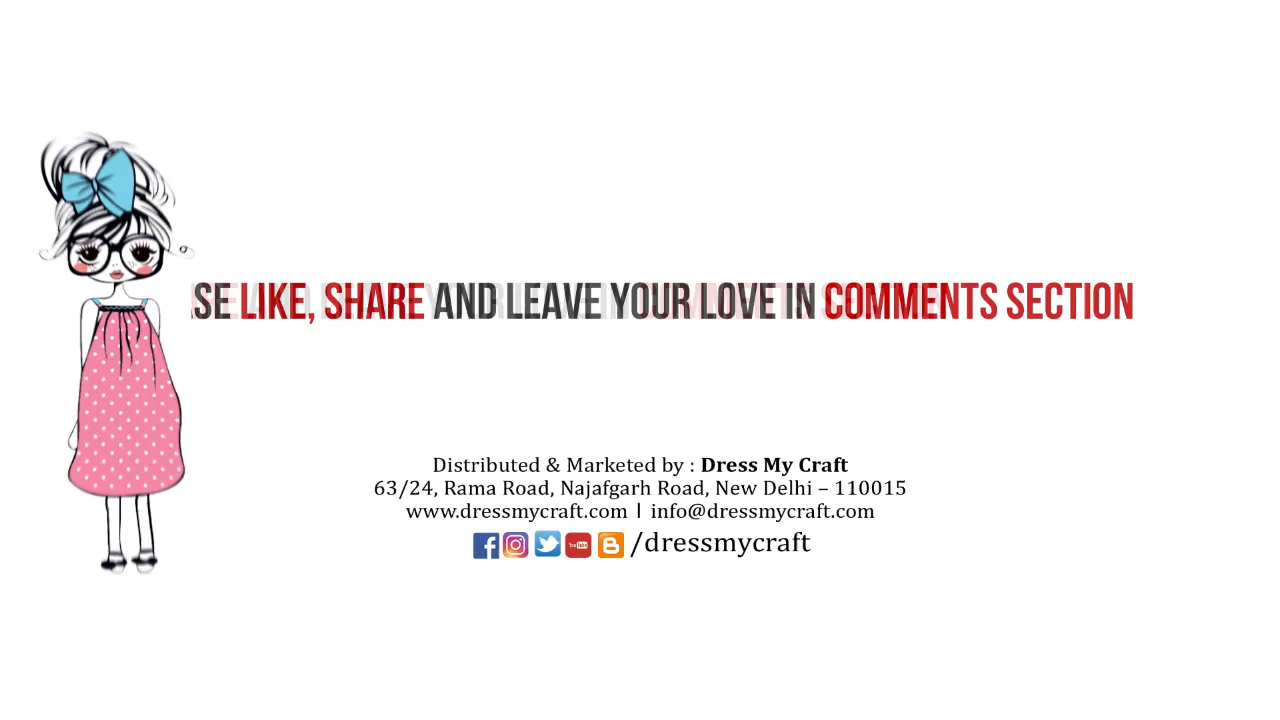 ASE LIKE, SHARE AND LEAVE YOUR LOVE IN COMMENTS SECTION
Distributed & Marketed by : Dress My Craft
63/24, Rama Road, Najafgarh Road, New Delhi – 110015
www.dressmycraft.com | info@dressmycraft.com
/dressmycraft